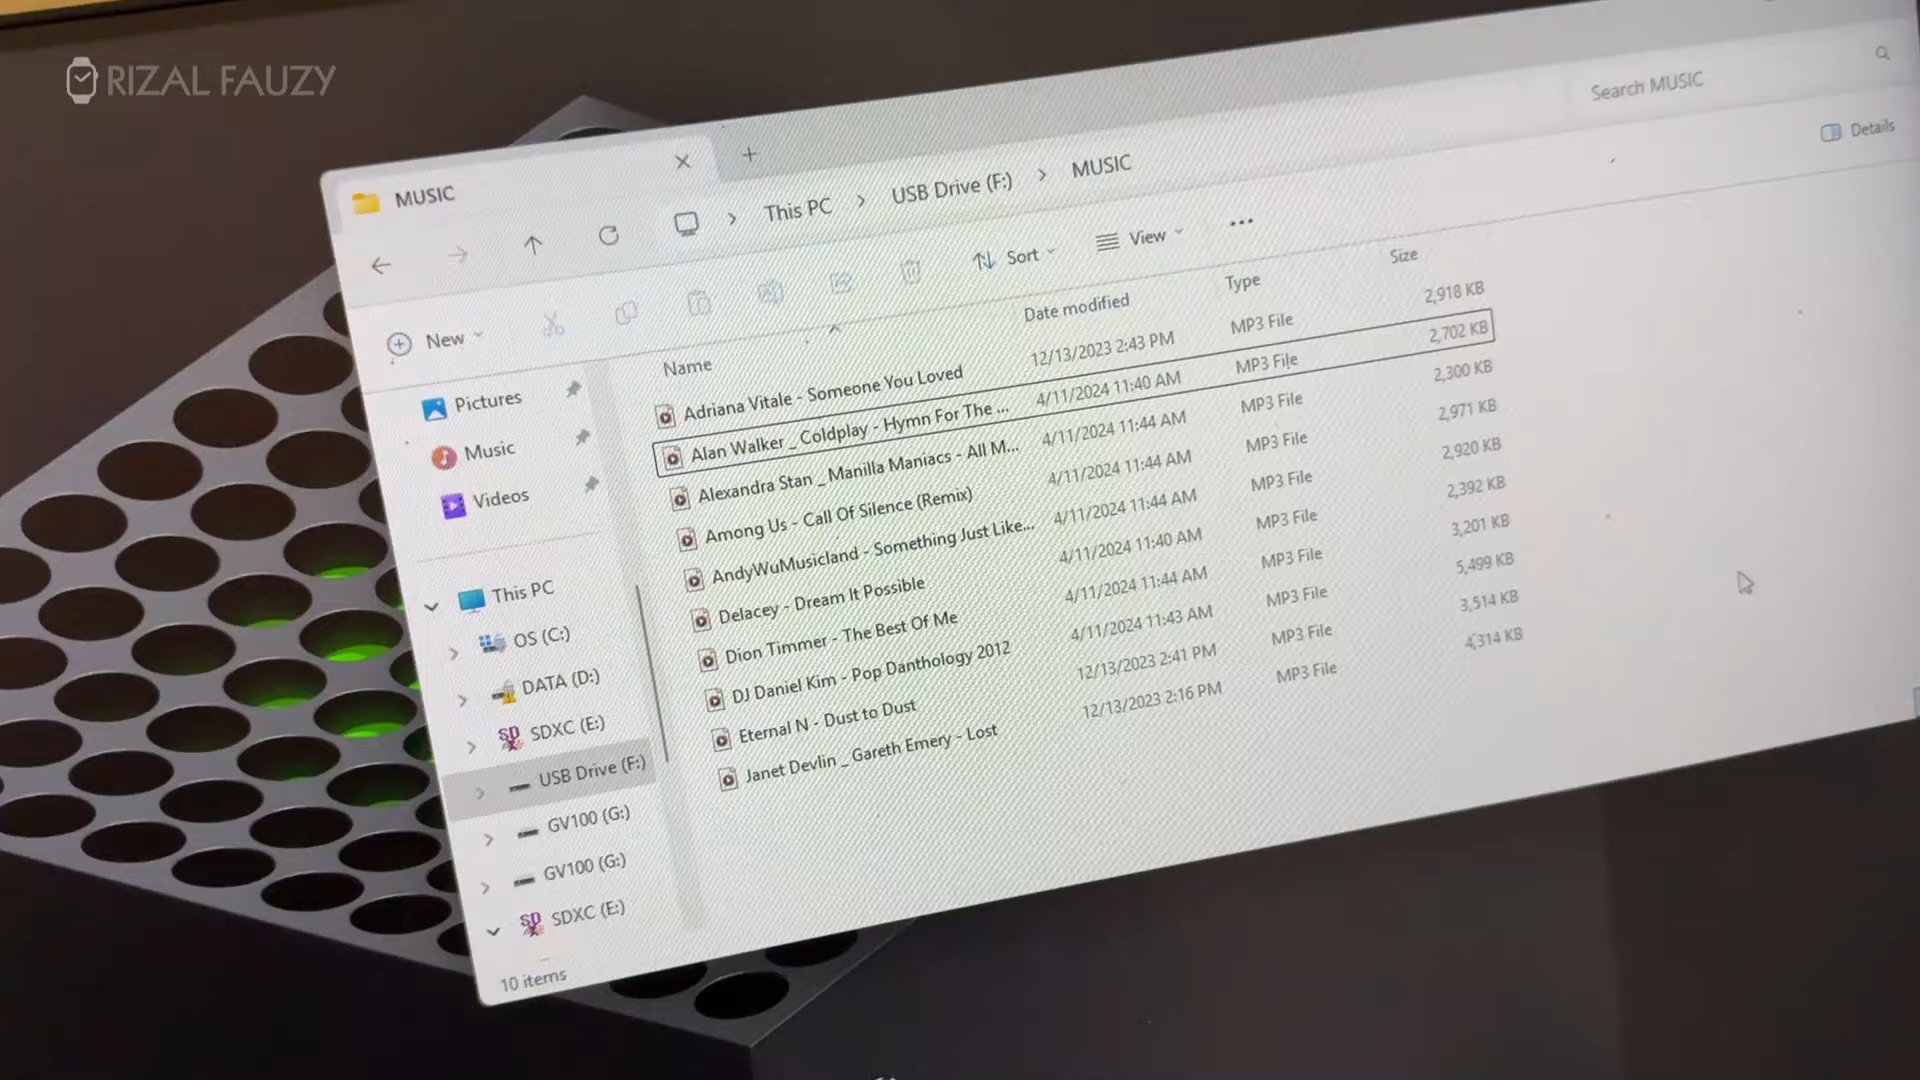 RIZAL FAUZY
MUSIC
This PC > USB Drive (F:) > MUSIC
Search MUSIC
New
Sort
View
Details
Name Date modified Type Size
Adriana Vitale - Someone You Loved 12/13/2023 2:43 PM MP3 File 2,918 KB
Alan Walker _ Coldplay - Hymn For The ... 4/11/2024 11:40 AM MP3 File 2,702 KB
Alexandra Stan _ Manilla Maniacs - All M... 4/11/2024 11:44 AM MP3 File 2,300 KB
Among Us - Call Of Silence (Remix) 4/11/2024 11:44 AM MP3 File 2,971 KB
AndyWuMusicland - Something Just Like... 4/11/2024 11:44 AM MP3 File 2,920 KB
Delacey - Dream It Possible 4/11/2024 11:40 AM MP3 File 2,392 KB
Dion Timmer - The Best Of Me 4/11/2024 11:44 AM MP3 File 3,201 KB
DJ Daniel Kim - Pop Danthology 2012 4/11/2024 11:43 AM MP3 File 5,499 KB
Eternal N - Dust to Dust 12/13/2023 2:41 PM MP3 File 3,514 KB
Janet Devlin _ Gareth Emery - Lost 12/13/2023 2:16 PM MP3 File 4,314 KB
Pictures
Music
Videos
This PC
OS (C:)
DATA (D:)
SDXC (E:)
USB Drive (F:)
GV100 (G:)
GV100 (G:)
SDXC (E:)
10 items